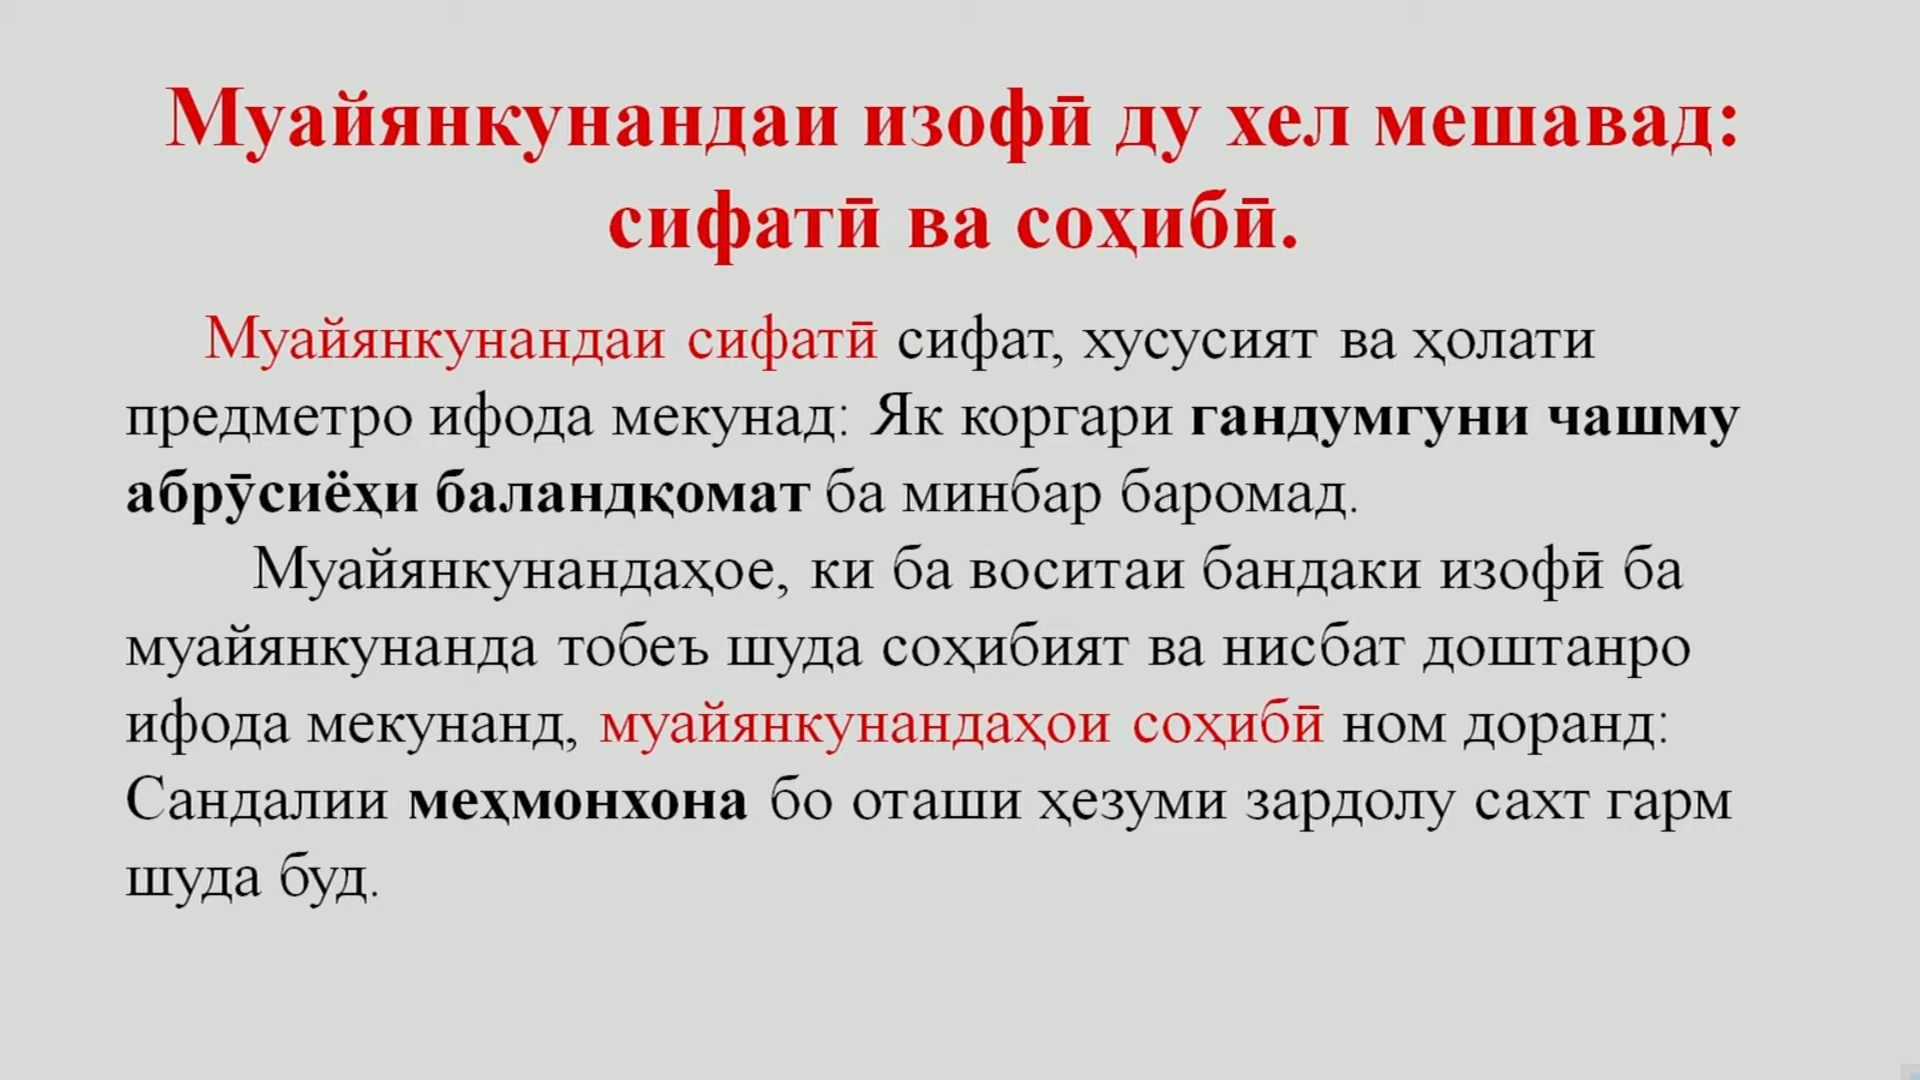 Муайянкунандаи изофӣ ду хел мешавад:
сифатӣ ва соҳибӣ.
Муайянкунандаи сифатӣ сифат, хусусият ва ҳолати
предметро ифода мекунад: Як коргари гандумгуни чашму
абрӯсиёҳи баландқомат ба минбар баромад.
Муайянкунандаҳое, ки ба воситаи бандаки изофӣ ба
муайянкунанда тобеъ шуда соҳибият ва нисбат доштанро
ифода мекунанд, муайянкунандаҳои соҳибӣ ном доранд:
Сандалии меҳмонхона бо оташи ҳезуми зардолу сахт гарм
шуда буд.